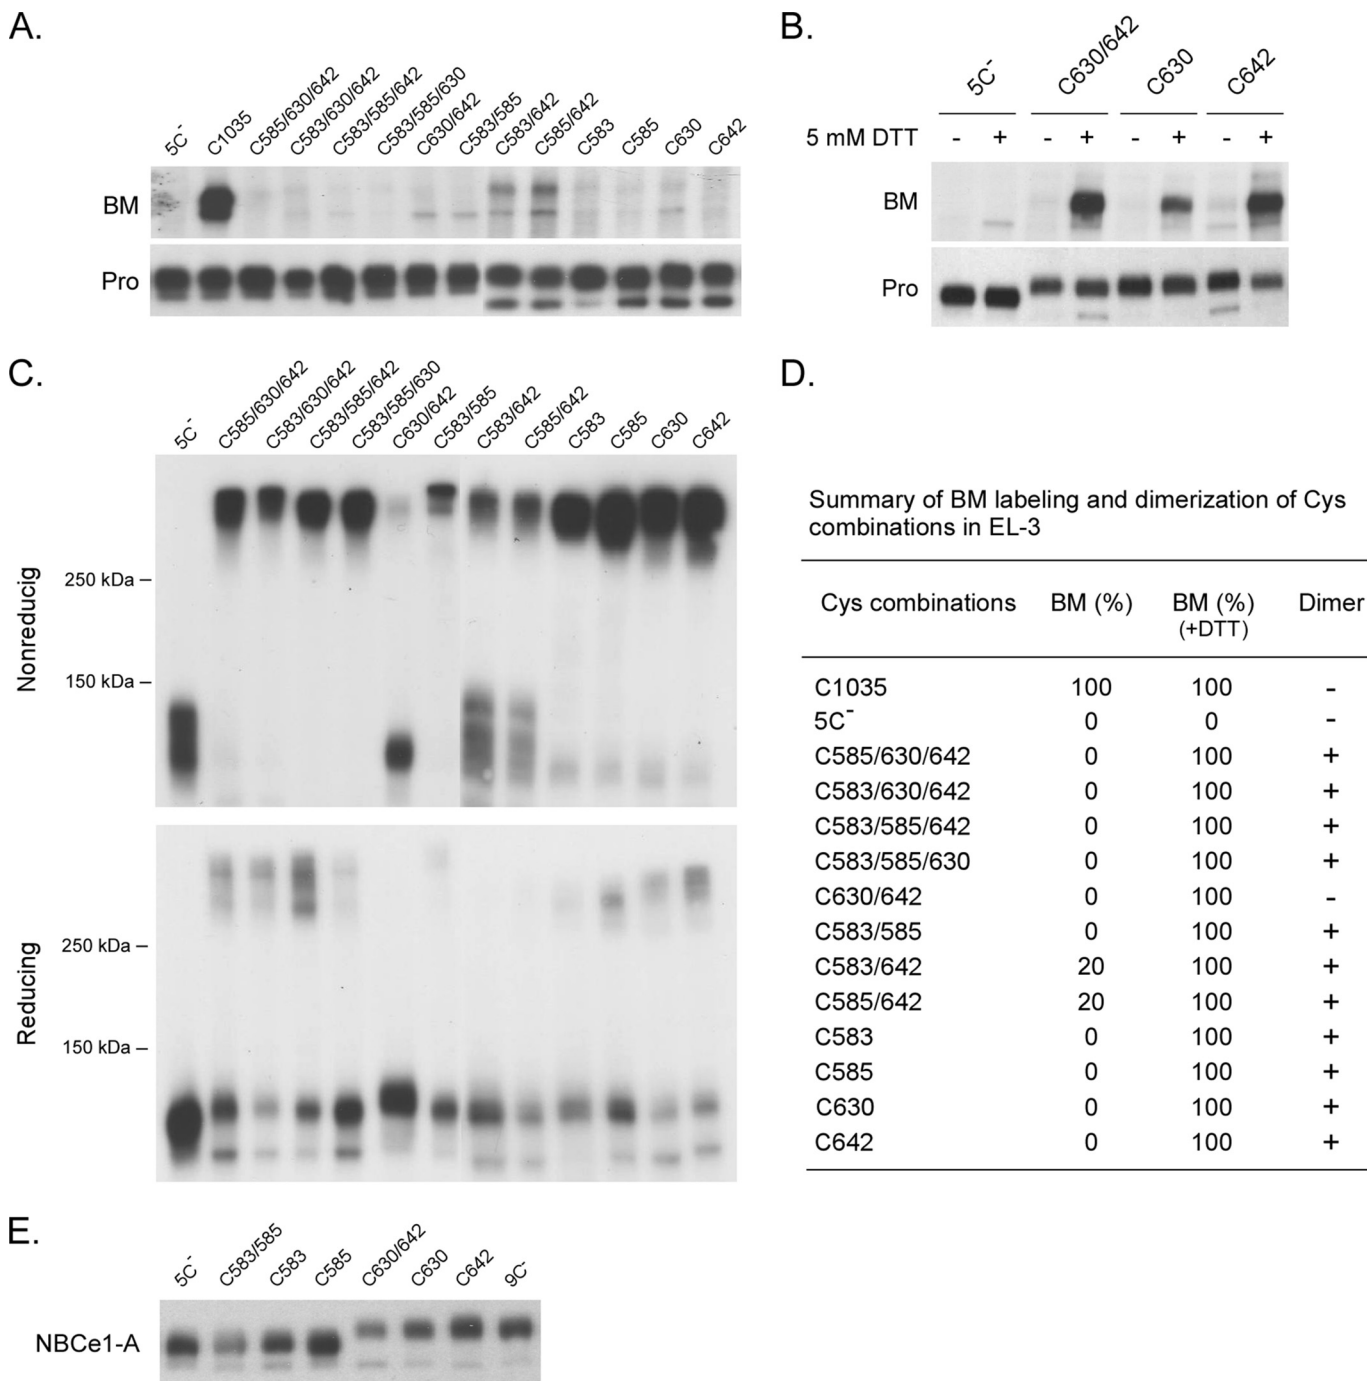 A.
5C⁻ C1035 C585/630/642 C583/630/642 C583/585/642 C583/585/630 C630/642 C583/585 C583/642 C585/642 C583 C585 C630 C642
BM
Pro
B.
5C⁻ C630/642 C630 C642
5 mM DTT - + - + - + - +
BM
Pro
C.
5C⁻ C585/630/642 C583/630/642 C583/585/642 C583/585/630 C630/642 C583/585 C583/642 C585/642 C583 C585 C630 C642
Nonreducig
250 kDa –
150 kDa –
Reducing
250 kDa –
150 kDa –
D.
Summary of BM labeling and dimerization of Cys
combinations in EL-3
Cys combinations BM (%) BM (%) Dimer
(+DTT)
C1035 100 100 -
5C⁻ 0 0 -
C585/630/642 0 100 +
C583/630/642 0 100 +
C583/585/642 0 100 +
C583/585/630 0 100 +
C630/642 0 100 -
C583/585 0 100 +
C583/642 20 100 +
C585/642 20 100 +
C583 0 100 +
C585 0 100 +
C630 0 100 +
C642 0 100 +
E.
5C⁻ C583/585 C583 C585 C630/642 C630 C642 9C⁻
NBCe1-A